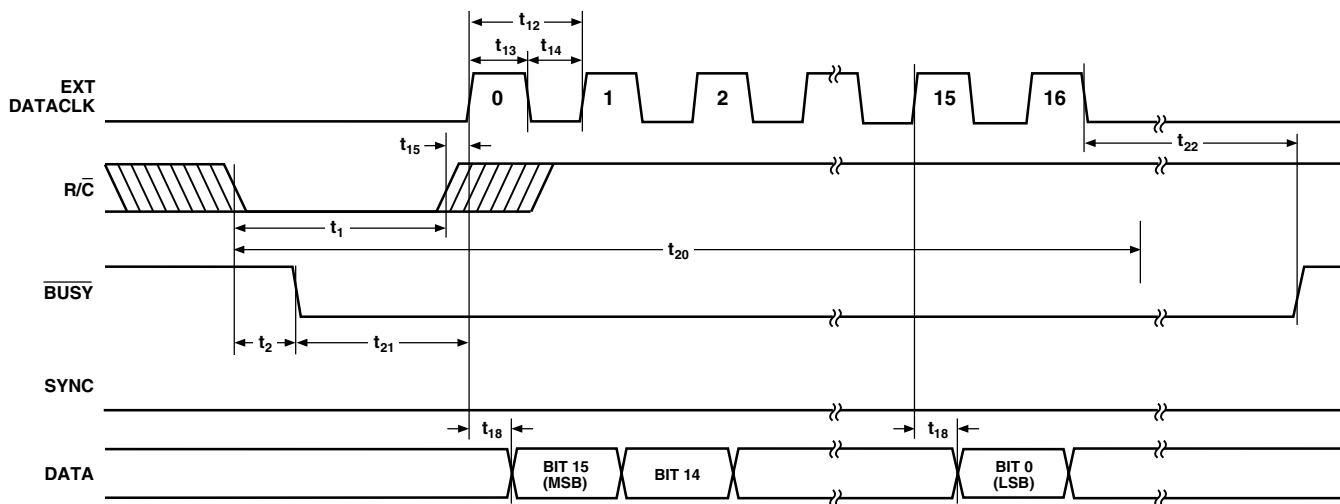 t12
t13
t14
EXT
DATACLK
0
1
2
15
16
t15
t22
R/C̅
t1
t20
B̅U̅S̅Y̅
t2
t21
SYNC
t18
t18
DATA
BIT 15
(MSB)
BIT 14
BIT 0
(LSB)